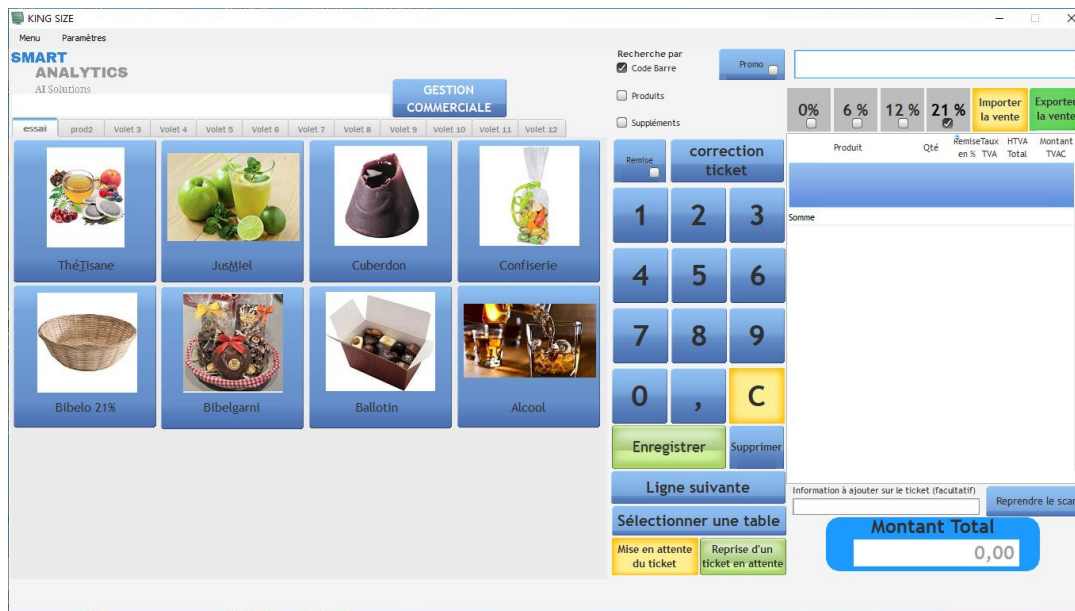 KING SIZE
Menu Paramètres
SMART
ANALYTICS
AI Solutions
GESTION
COMMERCIALE
essai prod2 Volet 3 Volet 4 Volet 5 Volet 6 Volet 7 Volet 8 Volet 9 Volet 10 Volet 11 Volet 12
ThéTisane JusMiel Cuberdon Confiserie
Bibelo 21% Bibelgarni Ballotin Alcool
Recherche par
Code Barre
Produits
Suppléments
Promo
Remise
correction
ticket
1 2 3
4 5 6
7 8 9
0 , C
Enregistrer Supprimer
Ligne suivante
Sélectionner une table
Mise en attente
du ticket
Reprise d'un
ticket en attente
0% 6 % 12 % 21 %
Importer
la vente
Exporter
la vente
Produit Qté Remise Taux HTVA Montant
en % TVA Total TVAC
Somme
Information à ajouter sur le ticket (facultatif)
Reprendre le scan
Montant Total
0,00